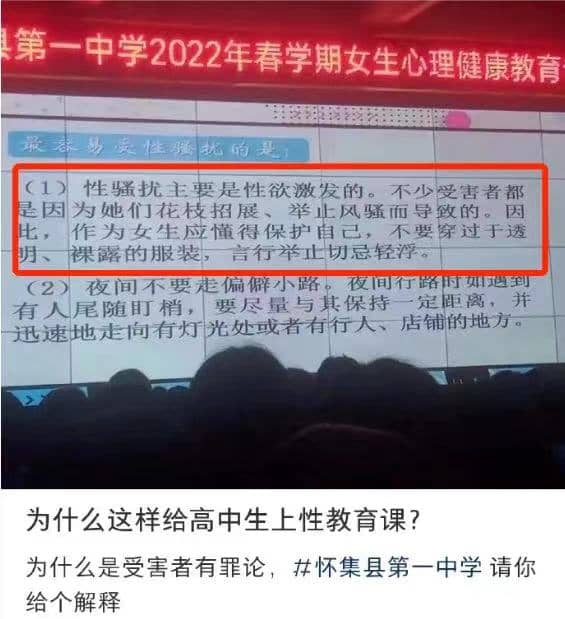 县第一中学2022年春学期女生心理健康教育
最容易受性骚扰的是：
（1）性骚扰主要是性欲激发的。不少受害者都
是因为她们花枝招展、举止风骚而导致的。因
此，作为女生应懂得保护自己，不要穿过于透
明、裸露的服装，言行举止切忌轻浮。
（2）夜间不要走偏僻小路。夜间行路时如遇到
有人尾随盯梢，要尽量与其保持一定距离，并
迅速地走向有灯光处或者有行人、店铺的地方。
为什么这样给高中生上性教育课?
为什么是受害者有罪论，#怀集县第一中学 请你
给个解释